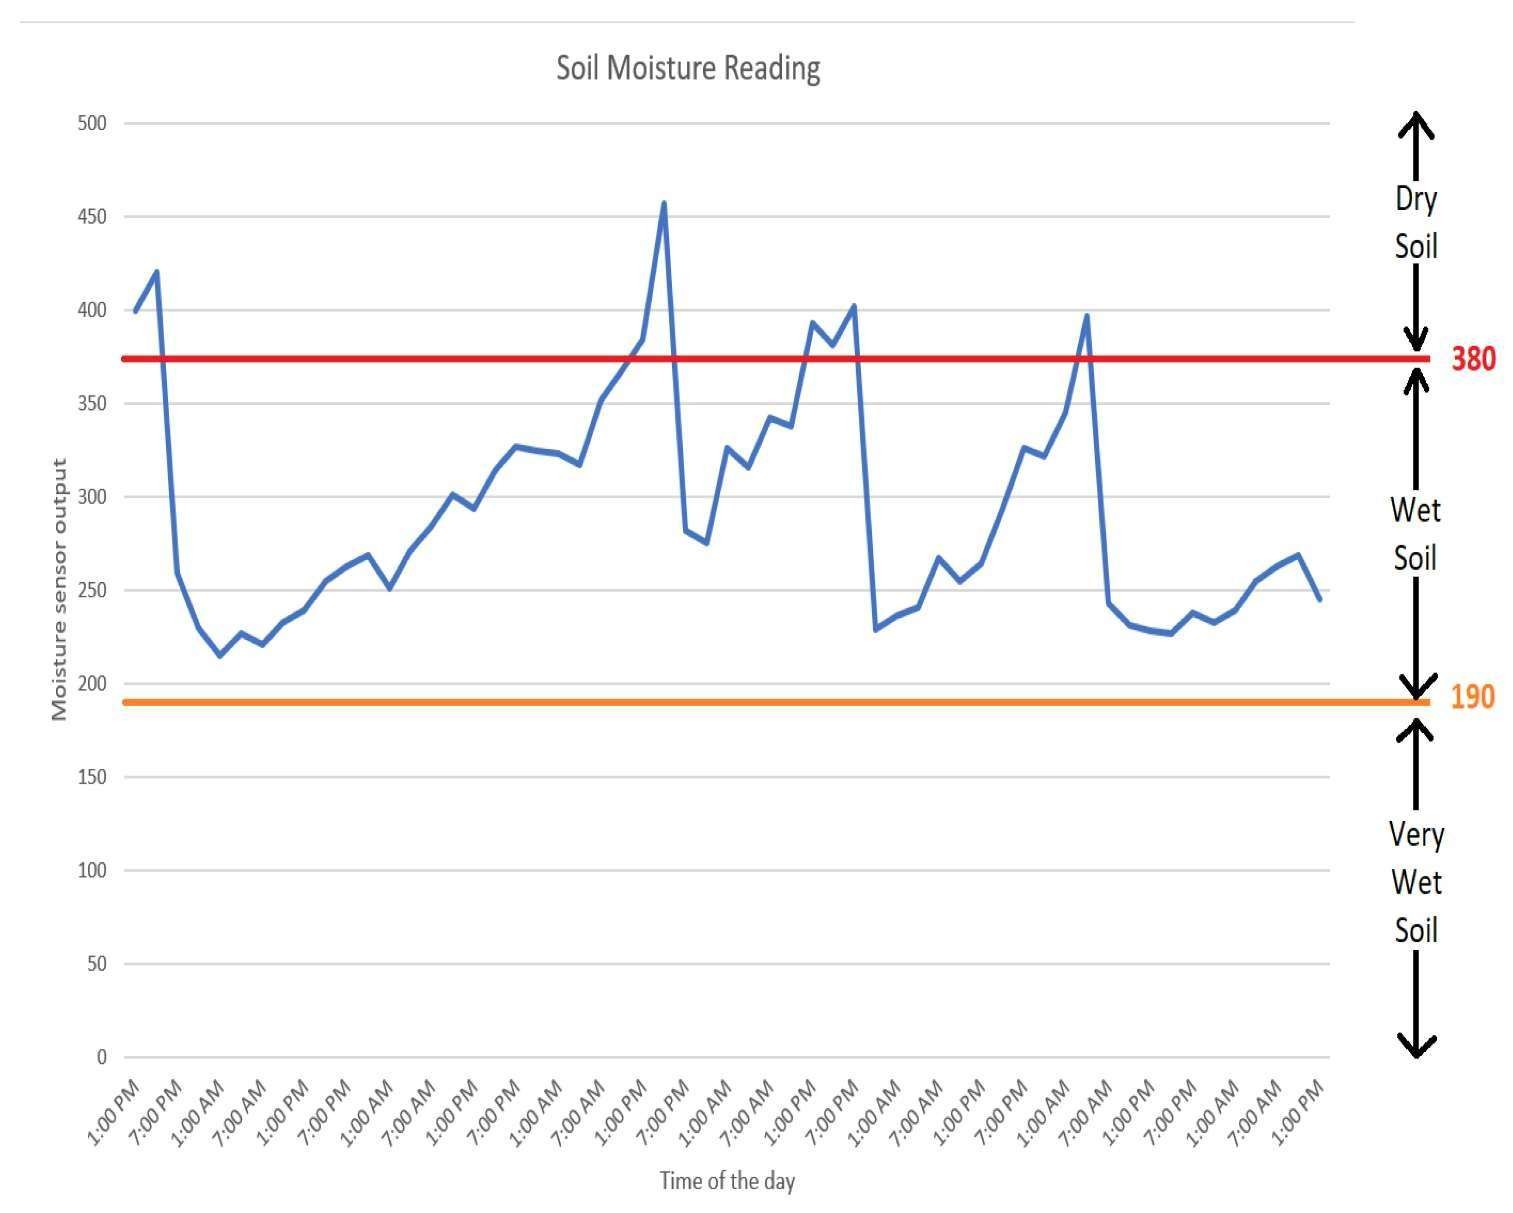 Soil Moisture Reading
500
450
400
350
300
250
200
150
100
50
0
Moisture sensor output
1:00 PM
7:00 PM
1:00 AM
7:00 AM
1:00 PM
7:00 PM
1:00 AM
7:00 AM
1:00 PM
7:00 PM
1:00 AM
7:00 AM
1:00 PM
7:00 PM
1:00 AM
7:00 AM
1:00 PM
7:00 PM
1:00 AM
7:00 AM
1:00 PM
7:00 PM
1:00 AM
7:00 AM
1:00 PM
7:00 PM
1:00 AM
7:00 AM
1:00 PM
Time of the day
Dry
Soil
380
Wet
Soil
190
Very
Wet
Soil